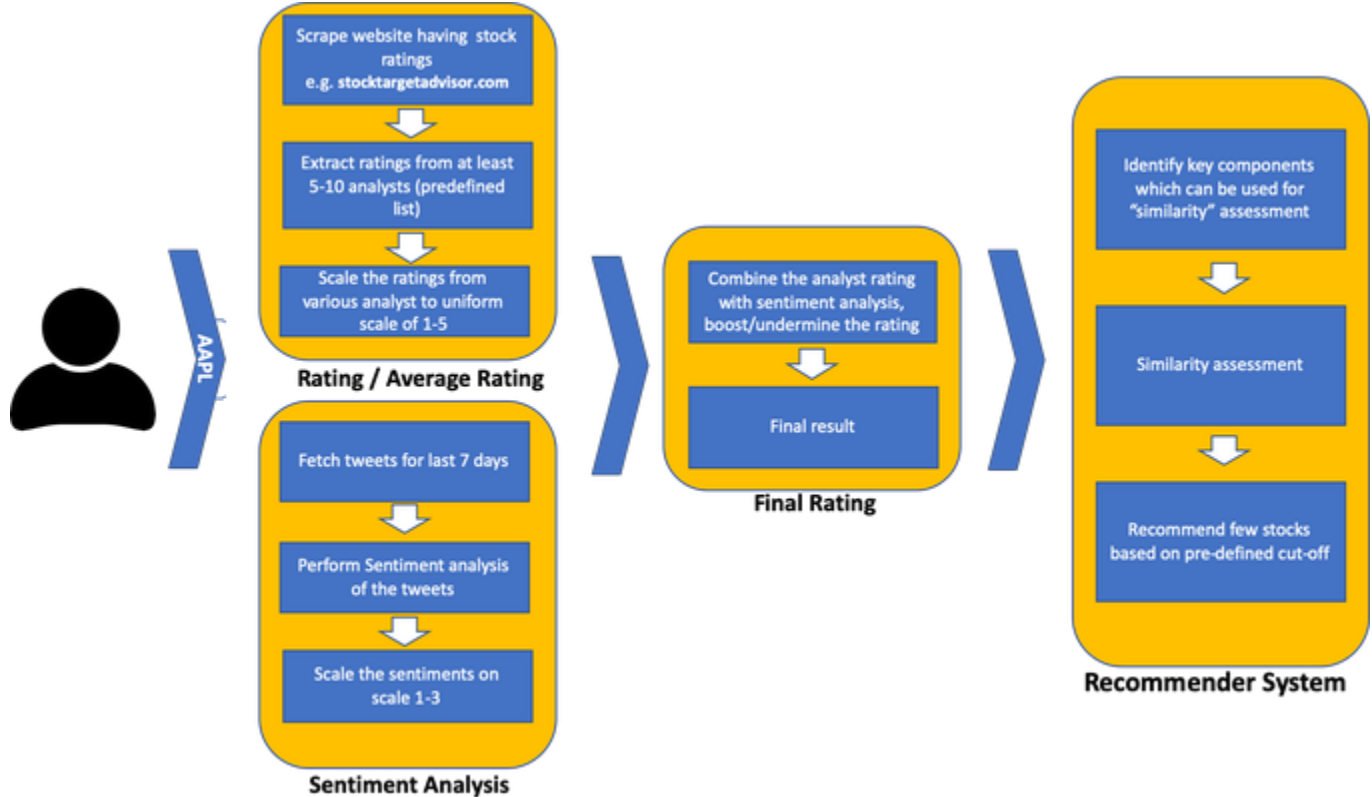 AAPL
Scrape website having stock
ratings
e.g. stocktargetadvisor.com
Extract ratings from at least
5-10 analysts (predefined
list)
Scale the ratings from
various analyst to uniform
scale of 1-5
Rating / Average Rating
Fetch tweets for last 7 days
Perform Sentiment analysis
of the tweets
Scale the sentiments on
scale 1-3
Sentiment Analysis
Combine the analyst rating
with sentiment analysis,
boost/undermine the rating
Final result
Final Rating
Identify key components
which can be used for
“similarity” assessment
Similarity assessment
Recommend few stocks
based on pre-defined cut-off
Recommender System